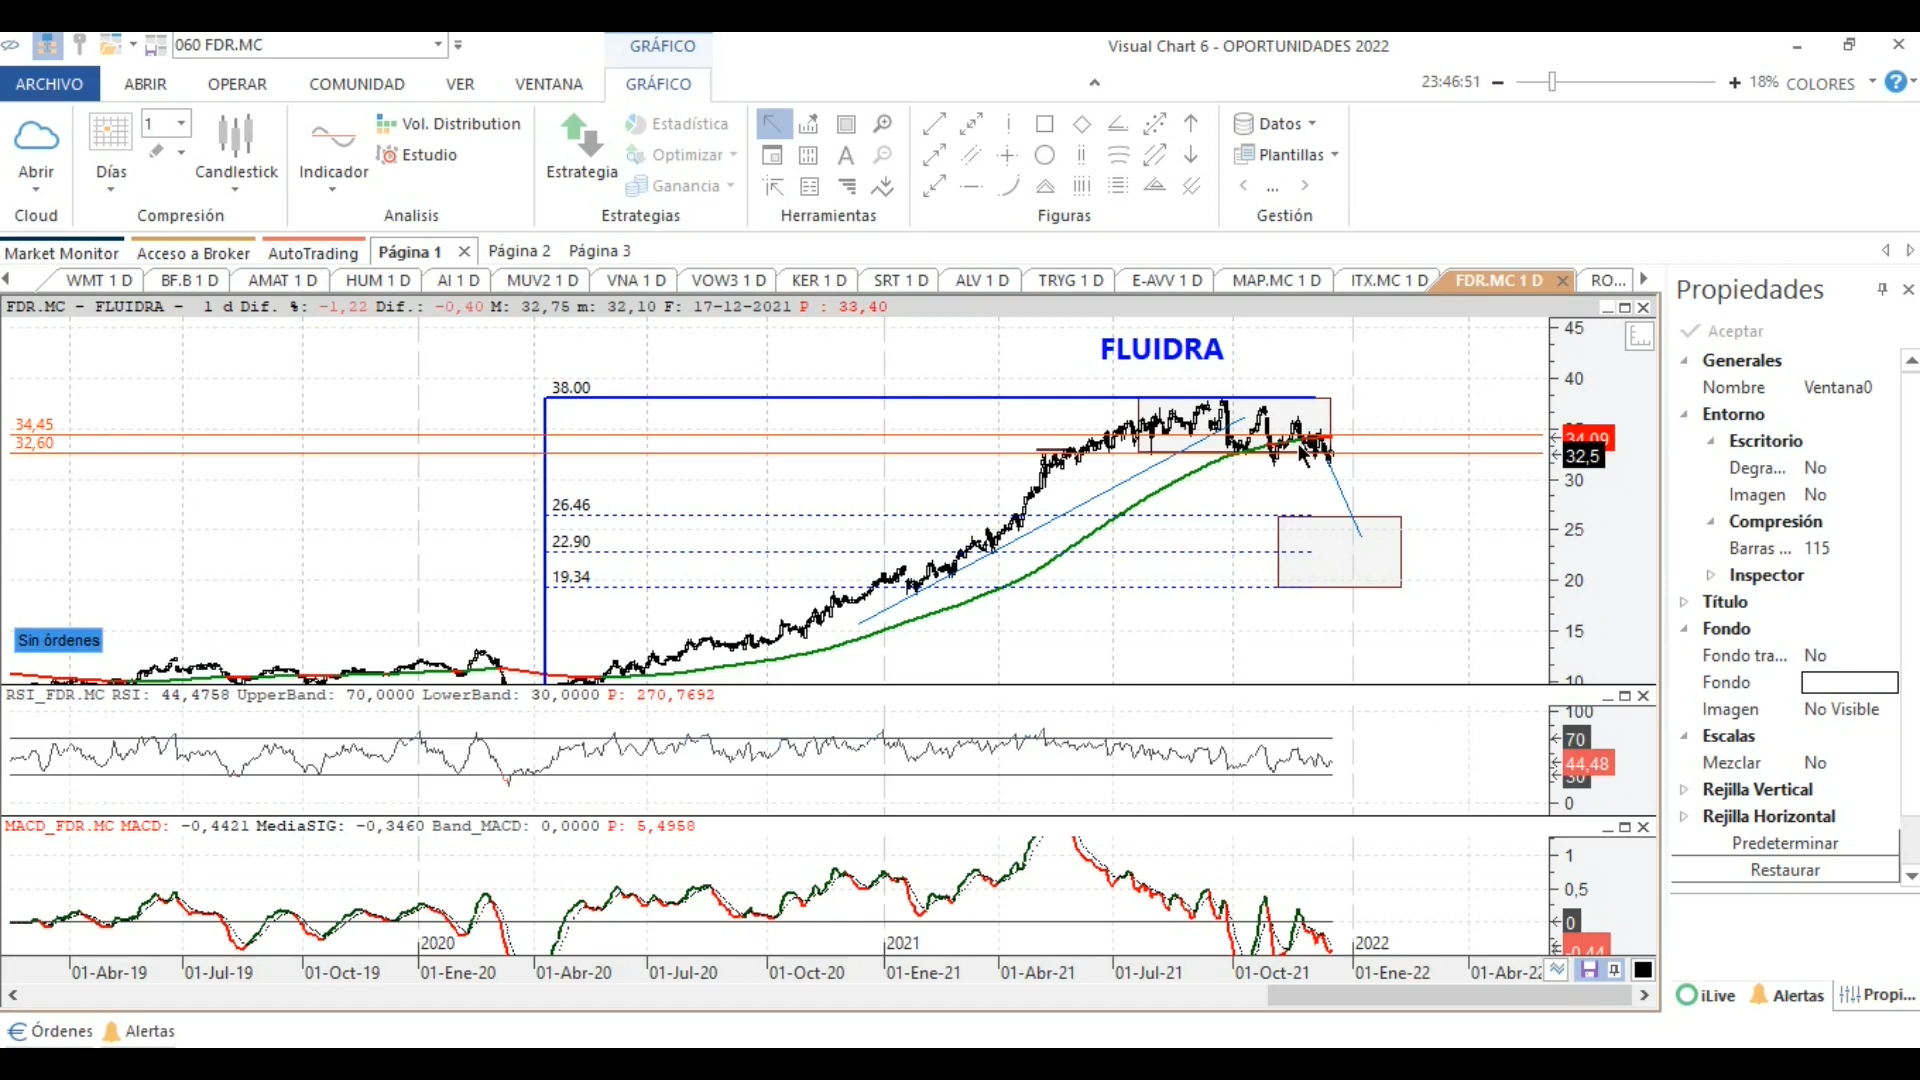 060 FDR.MC
GRÁFICO
Visual Chart 6 - OPORTUNIDADES 2022
ARCHIVO ABRIR OPERAR COMUNIDAD VER VENTANA GRÁFICO
23:46:51 18% COLORES
1
Vol. Distribution
Estudio
Estadística
Optimizar
Ganancia
Datos
Plantillas
...
Abrir Días Candlestick Indicador Estrategia
Cloud Compresión Analisis Estrategias Herramientas Figuras Gestión
Market Monitor Acceso a Broker AutoTrading Página 1 Página 2 Página 3
WMT 1 D BF.B 1 D AMAT 1 D HUM 1 D AI 1 D MUV2 1 D VNA 1 D VOW3 1 D KER 1 D SRT 1 D ALV 1 D TRYG 1 D E-AVV 1 D MAP.MC 1 D ITX.MC 1 D FDR.MC 1 D RO...
FDR.MC - FLUIDRA - 1 d Dif. %: -1,22 Dif.: -0,40 M: 32,75 m: 32,10 F: 17-12-2021 P : 33,40
FLUIDRA
38.00
34,45
32,60
26.46
22.90
19.34
Sin órdenes
45
40
34,09
32,5
30
25
20
15
10
RSI_FDR.MC RSI: 44,4758 UpperBand: 70,0000 LowerBand: 30,0000 P: 270,7692
100
70
44,48
30
0
MACD_FDR.MC MACD: -0,4421 MediaSIG: -0,3460 Band_MACD: 0,0000 P: 5,4958
1
0,5
0
-0,44
2020 2021 2022
01-Abr-19 01-Jul-19 01-Oct-19 01-Ene-20 01-Abr-20 01-Jul-20 01-Oct-20 01-Ene-21 01-Abr-21 01-Jul-21 01-Oct-21 01-Ene-22 01-Abr-22
Propiedades
Aceptar
Generales
Nombre Ventana0
Entorno
Escritorio
Degra... No
Imagen No
Compresión
Barras ... 115
Inspector
Título
Fondo
Fondo tra... No
Fondo
Imagen No Visible
Escalas
Mezclar No
Rejilla Vertical
Rejilla Horizontal
Predeterminar
Restaurar
iLive Alertas Propi...
Órdenes Alertas